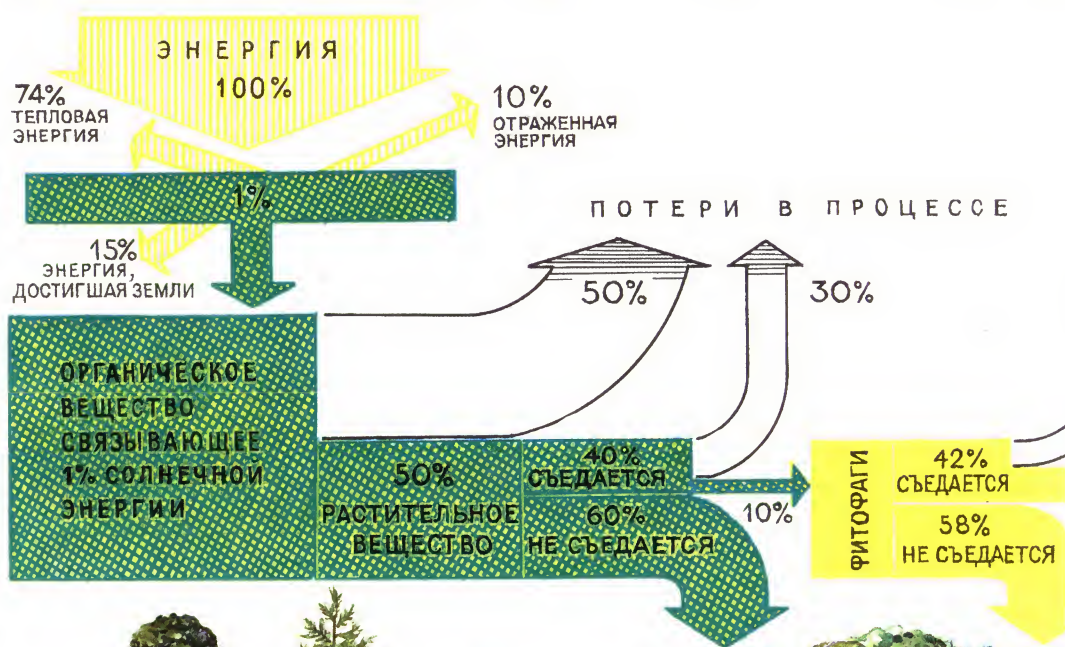 ЭНЕРГИЯ
100%
74%
ТЕПЛОВАЯ
ЭНЕРГИЯ
10%
ОТРАЖЕННАЯ
ЭНЕРГИЯ
1%
15%
ЭНЕРГИЯ,
ДОСТИГШАЯ ЗЕМЛИ
ПОТЕРИ В ПРОЦЕССЕ
50%
30%
ОРГАНИЧЕСКОЕ
ВЕЩЕСТВО
СВЯЗЫВАЮЩЕЕ
1% СОЛНЕЧНОЙ
ЭНЕРГИИ
50%
РАСТИТЕЛЬНОЕ
ВЕЩЕСТВО
40%
СЪЕДАЕТСЯ
60%
НЕ СЪЕДАЕТСЯ
10%
ФИТОФАГИ
42%
СЪЕДАЕТСЯ
58%
НЕ СЪЕДАЕТСЯ